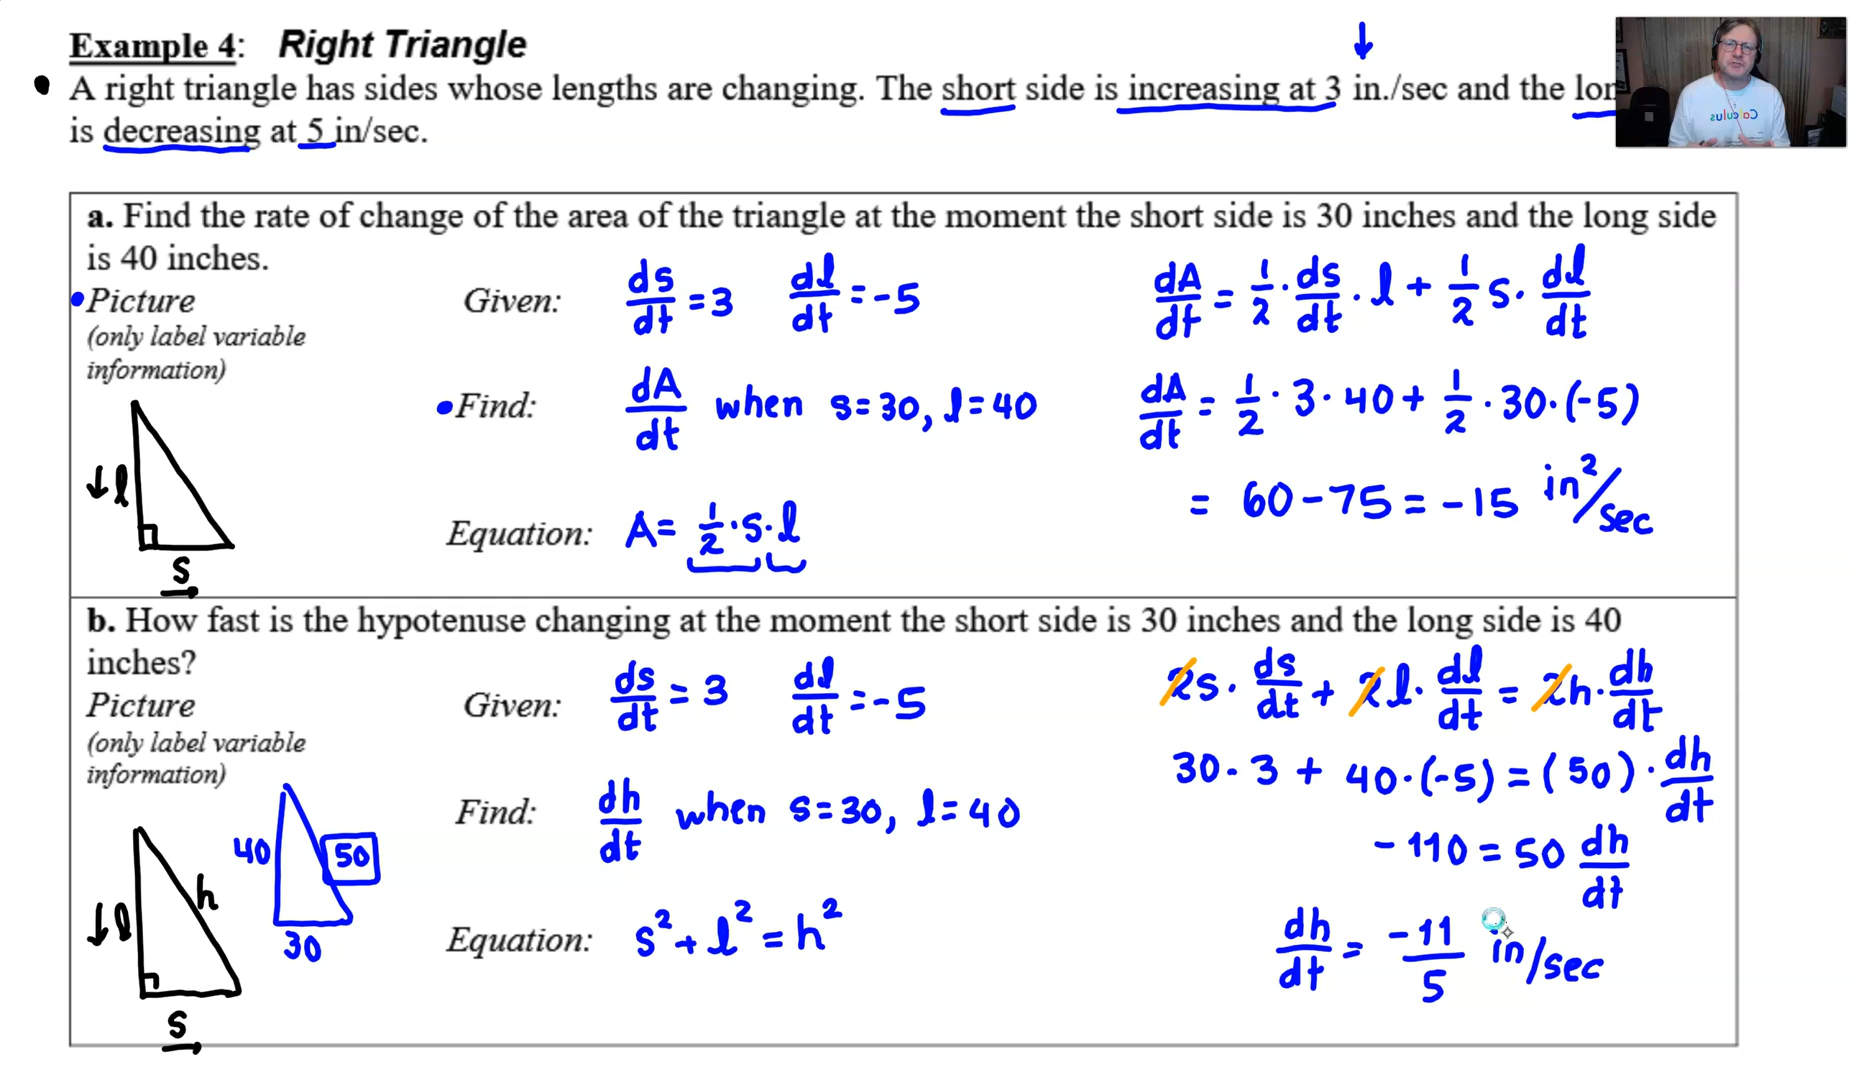 Example 4: Right Triangle
A right triangle has sides whose lengths are changing. The short side is increasing at 3 in./sec and the lon
is decreasing at 5 in/sec.
a. Find the rate of change of the area of the triangle at the moment the short side is 30 inches and the long side
is 40 inches.
Picture
(only label variable
information)
l
s
Given: ds/dt = 3 dl/dt = -5
Find: dA/dt when s=30, l=40
Equation: A= 1/2·s·l
dA/dt = 1/2·ds/dt·l + 1/2 s·dl/dt
dA/dt = 1/2·3·40 + 1/2·30·(-5)
= 60-75 = -15 in²/sec
b. How fast is the hypotenuse changing at the moment the short side is 30 inches and the long side is 40
inches?
Picture
(only label variable
information)
l
h
s
40
50
30
Given: ds/dt = 3 dl/dt = -5
Find: dh/dt when s=30, l=40
Equation: s²+l²=h²
2s·ds/dt + 2l·dl/dt = 2h·dh/dt
30·3 + 40·(-5) = (50)·dh/dt
-110 = 50 dh/dt
dh/dt = -11/5 in/sec
Calculus